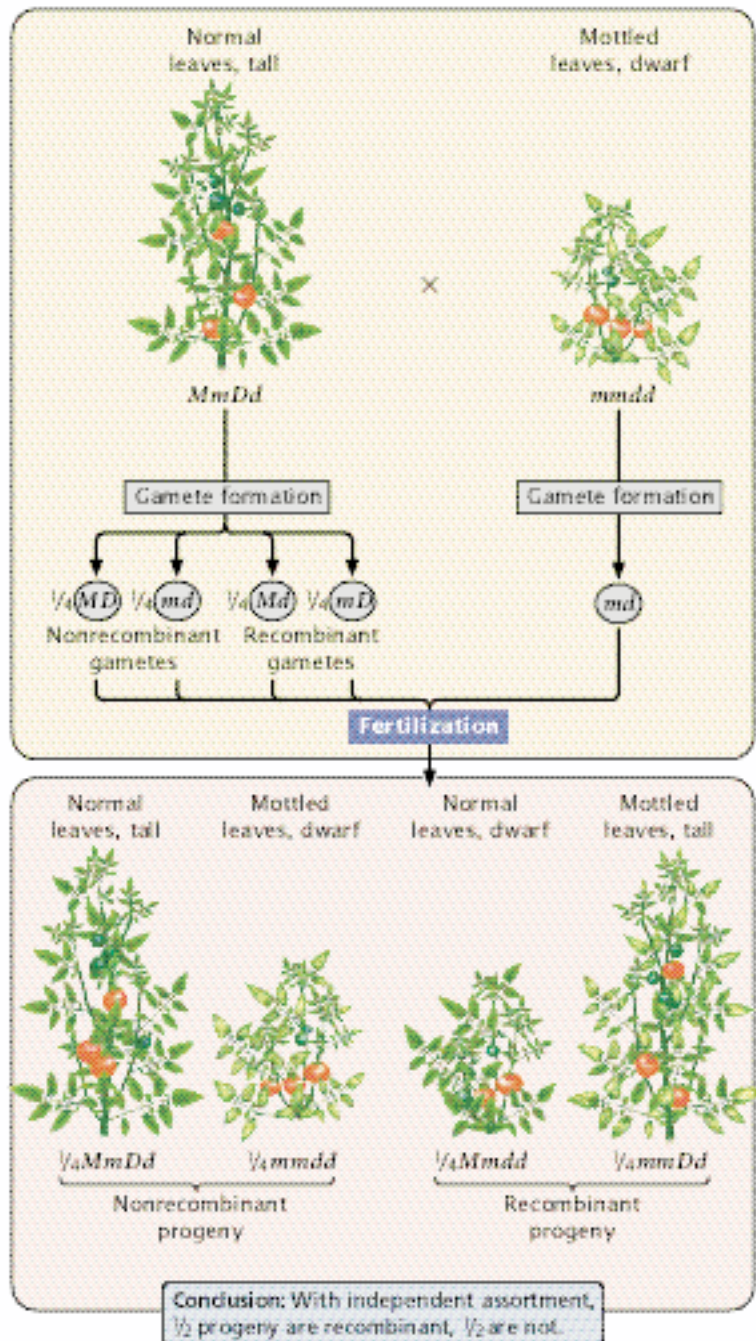 Normal
leaves, tall
Mottled
leaves, dwarf
×
MmDd
mmdd
Gamete formation
Gamete formation
¼ MD ¼ md ¼ Md ¼ mD
md
Nonrecombinant
gametes
Recombinant
gametes
Fertilization
Normal
leaves, tall
Mottled
leaves, dwarf
Normal
leaves, dwarf
Mottled
leaves, tall
¼ MmDd
¼ mmdd
¼ Mmdd
¼ mmDd
Nonrecombinant
progeny
Recombinant
progeny
Conclusion: With independent assortment,
½ progeny are recombinant, ½ are not.